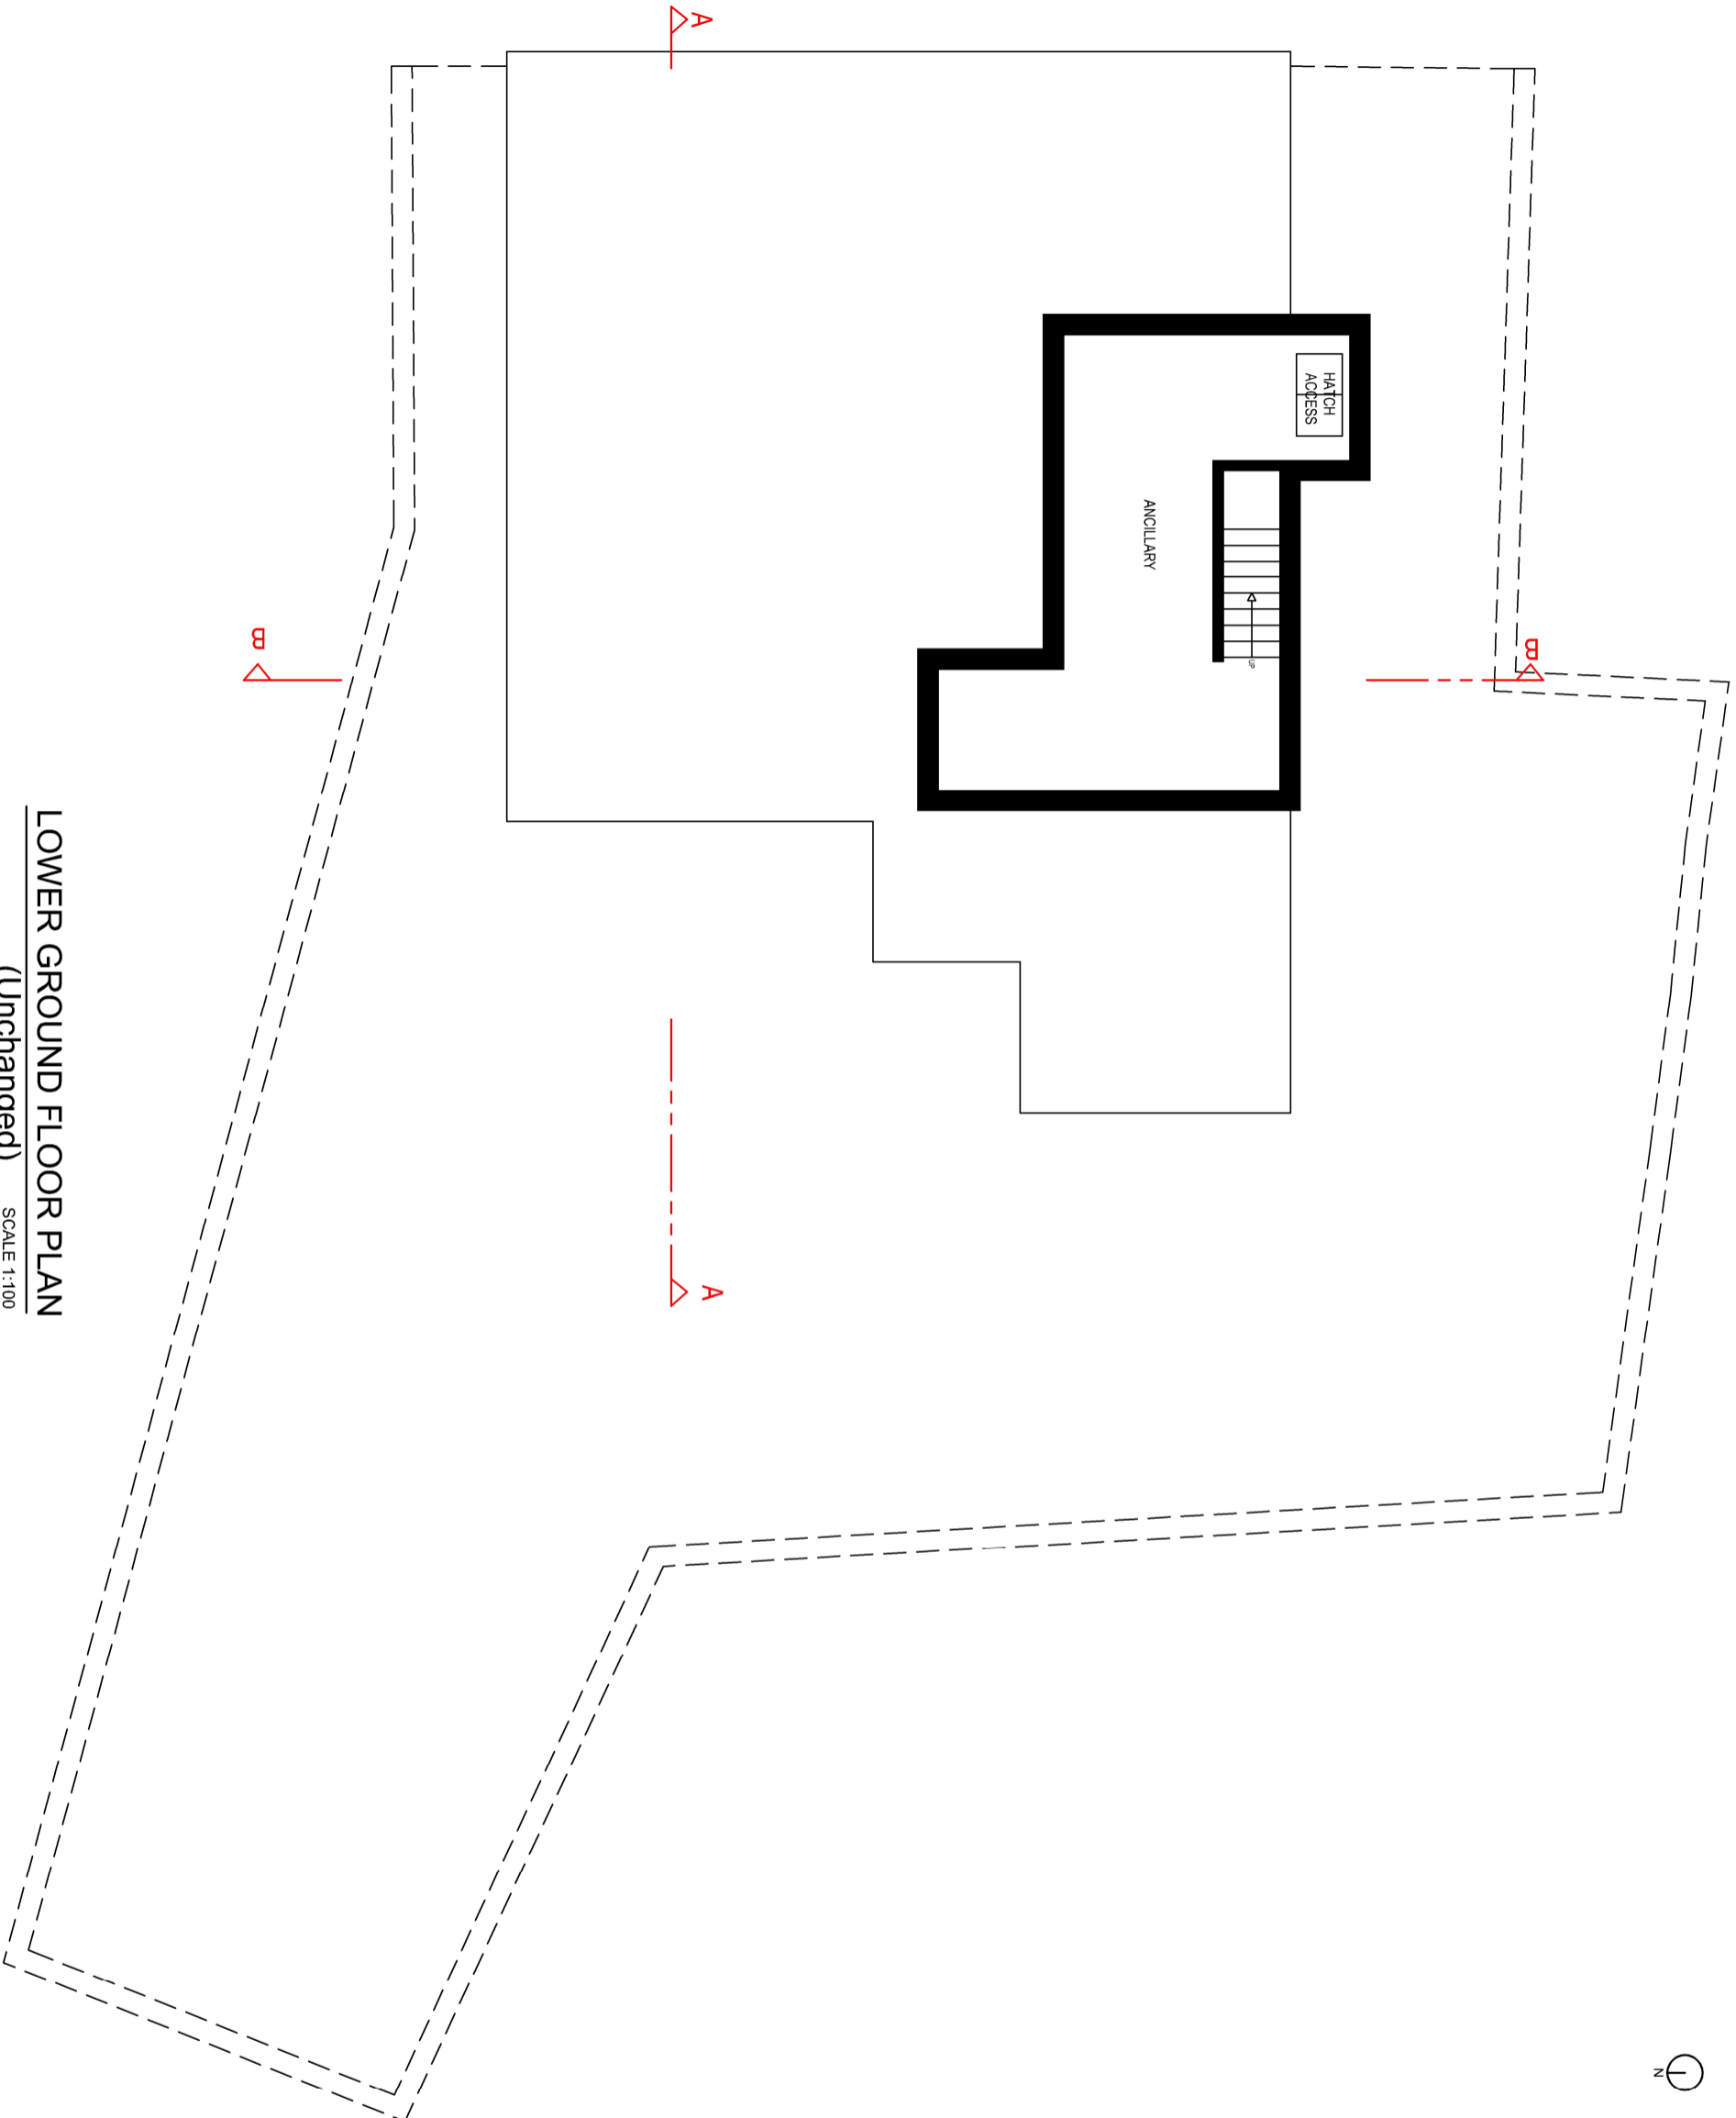 A
HATCH
ACCESS
ANCILLARY
UP
B
B
A
LOWER GROUND FLOOR PLAN
(Unchanged)
SCALE 1:100
N